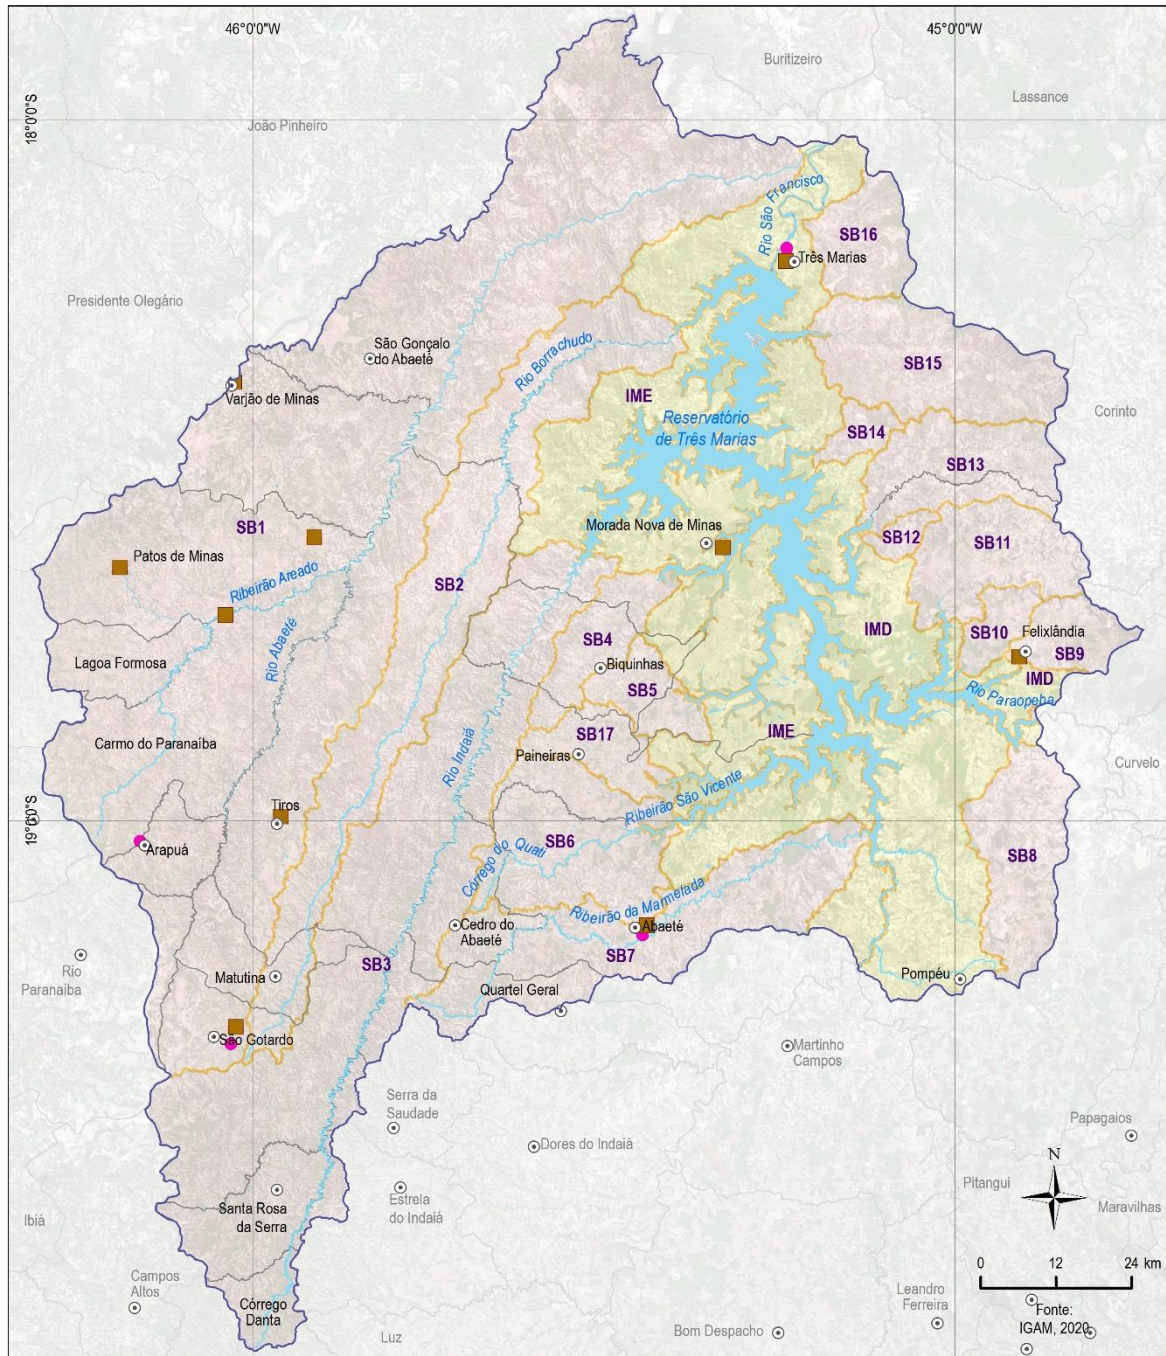 46°0'0"W
45°0'0"W
Buritizeiro
Lassance
18°0'0"S
João Pinheiro
Rio São Francisco
SB16
Três Marias
Presidente Olegário
São Gonçalo
do Abaeté
Rio Borrachudo
SB15
Varjão de Minas
IME
Reservatório
de Três Marias
Corinto
SB14
SB13
SB1
Morada Nova de Minas
SB12
SB11
Patos de Minas
Ribeirão Areado
SB2
Rio Abaeté
IMD
SB4
SB10
Felixlândia
SB9
Lagoa Formosa
Biquinhas
SB5
IMD
Rio Paraopeba
Rio Indaiá
SB17
IME
Carmo do Paranaíba
Paineiras
Curvelo
Ribeirão São Vicente
Tiros
19°0'0"S
Arapuá
SB6
SB8
Córrego do Quati
Ribeirão da Marmelada
Cedro do
Abaeté
Abaeté
SB7
SB3
Rio
Paranaíba
Matutina
Quartel Geral
Pompéu
São Gotardo
Martinho
Campos
Serra da
Saudade
Papagaios
Dores do Indaiá
N
Pitangui
Estrela
do Indaiá
Maravilhas
Santa Rosa
da Serra
Ibiá
0 12 24 km
Campos
Altos
Córrego
Danta
Leandro
Ferreira
Fonte:
IGAM, 2020
Luz
Bom Despacho